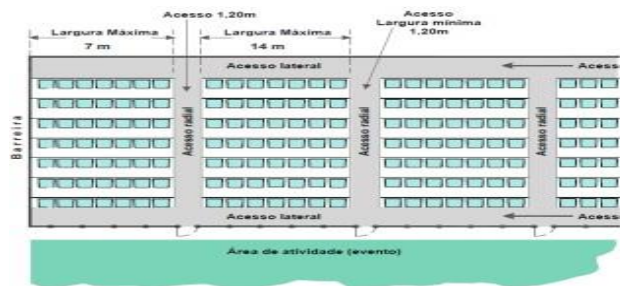 Acesso 1,20m
Acesso
Largura mínima
1,20m
Largura Máxima
7 m
Largura Máxima
14 m
Acesso lateral
Barreira
Acesso radial
Acesso radial
Acesso radial
Acesso lateral
Área de atividade (evento)